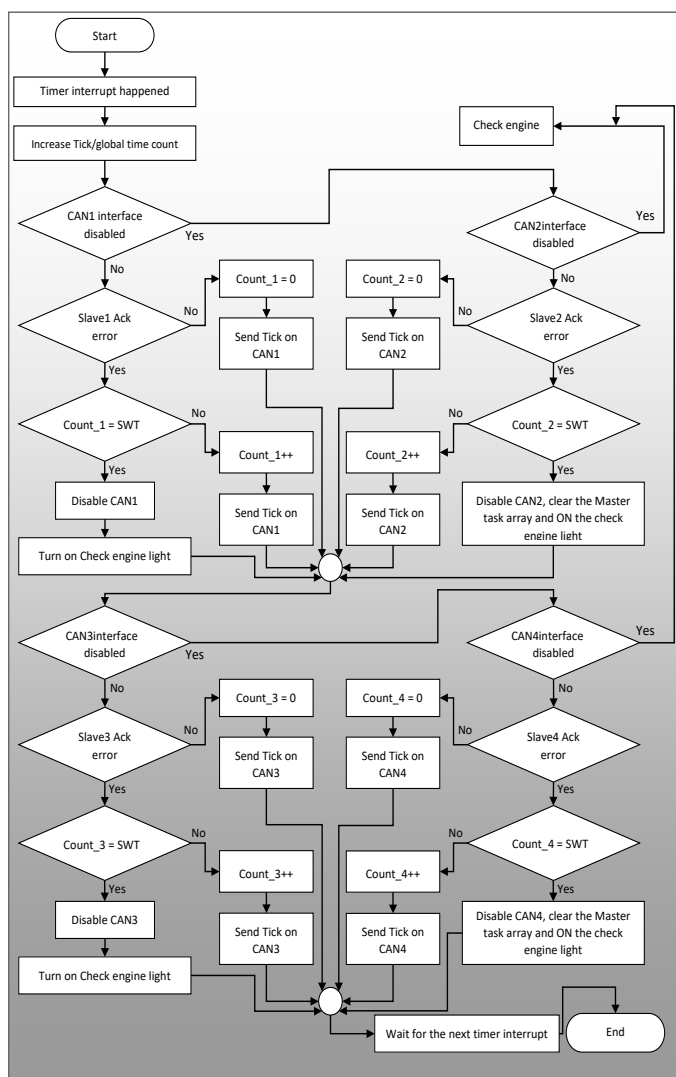 Start
Timer interrupt happened
Increase Tick/global time count
Check engine
CAN1 interface
disabled
Yes
No
CAN2interface
disabled
Yes
No
Slave1 Ack
error
No
Yes
Count_1 = 0
Send Tick on
CAN1
Count_2 = 0
Send Tick on
CAN2
Slave2 Ack
error
No
Yes
Count_1 = SWT
No
Yes
Count_1++
Send Tick on
CAN1
Count_2++
Send Tick on
CAN2
Count_2 = SWT
No
Yes
Disable CAN1
Turn on Check engine light
Disable CAN2, clear the Master
task array and ON the check
engine light
CAN3interface
disabled
Yes
No
CAN4interface
disabled
Yes
No
Slave3 Ack
error
No
Yes
Count_3 = 0
Send Tick on
CAN3
Count_4 = 0
Send Tick on
CAN4
Slave4 Ack
error
No
Yes
Count_3 = SWT
No
Yes
Count_3++
Send Tick on
CAN3
Count_4++
Send Tick on
CAN4
Count_4 = SWT
No
Yes
Disable CAN3
Turn on Check engine light
Disable CAN4, clear the Master
task array and ON the check
engine light
Wait for the next timer interrupt
End